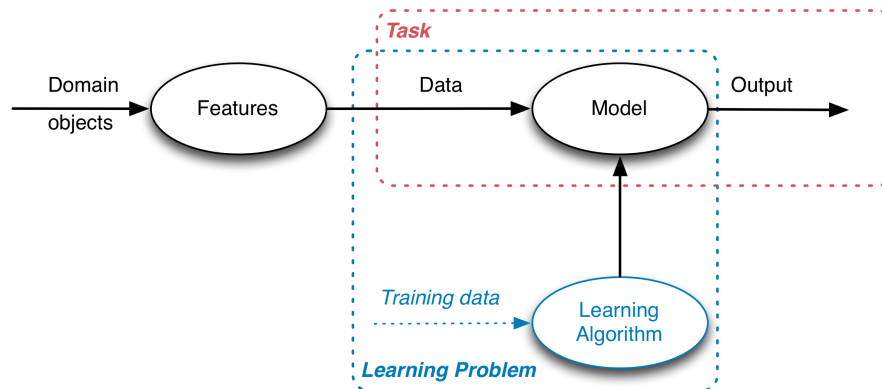 Task
Domain
objects
Features
Data
Model
Output
Training data
Learning
Algorithm
Learning Problem